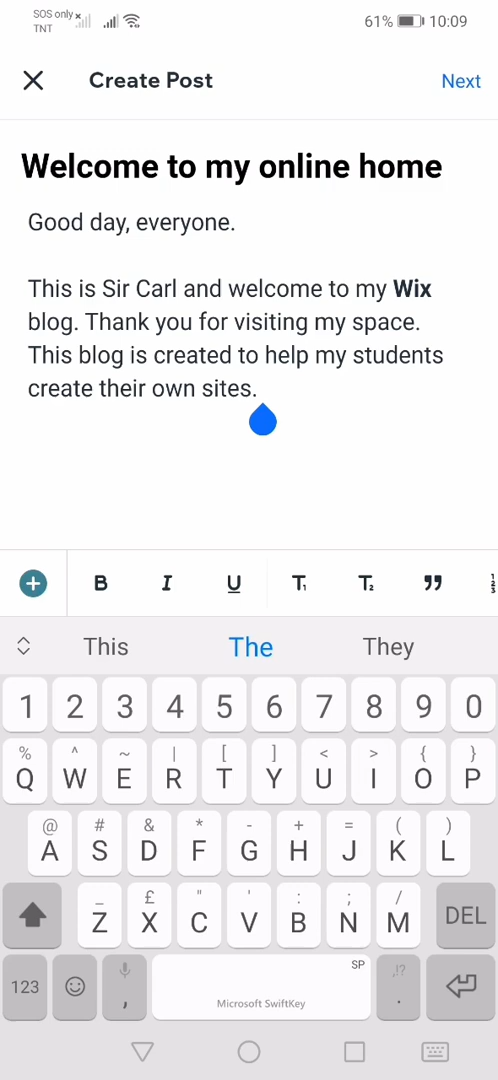 SOS only
TNT
61% 10:09
Create Post
Next
Welcome to my online home
Good day, everyone.
This is Sir Carl and welcome to my Wix
blog. Thank you for visiting my space.
This blog is created to help my students
create their own sites.
B I U T1 T2 "
This The They
1 2 3 4 5 6 7 8 9 0
% ^ ~ | [ ] < > { }
Q W E R T Y U I O P
@ # & * - + = ( )
A S D F G H J K L
_ £ " ' : ; /
Z X C V B N M DEL
SP ,!?
123 , Microsoft SwiftKey .